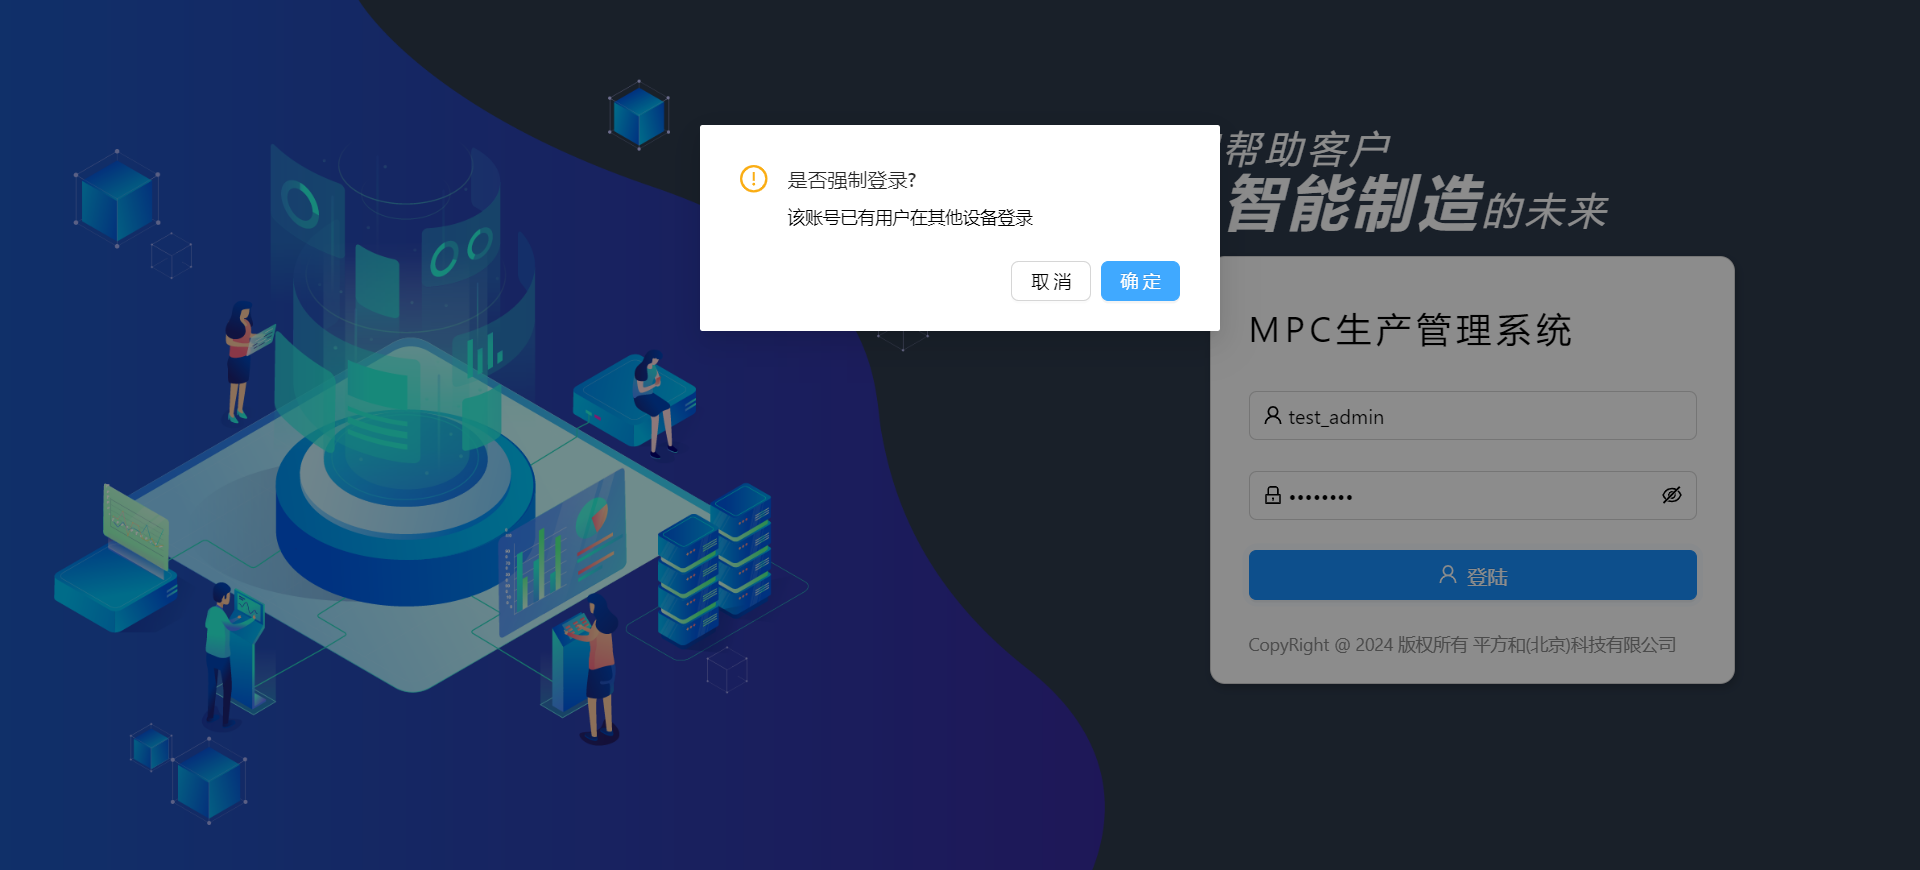 帮助客户
智能制造的未来
是否强制登录?
该账号已有用户在其他设备登录
取 消
确 定
MPC生产管理系统
test_admin
••••••••
登陆
CopyRight @ 2024 版权所有 平方和(北京)科技有限公司